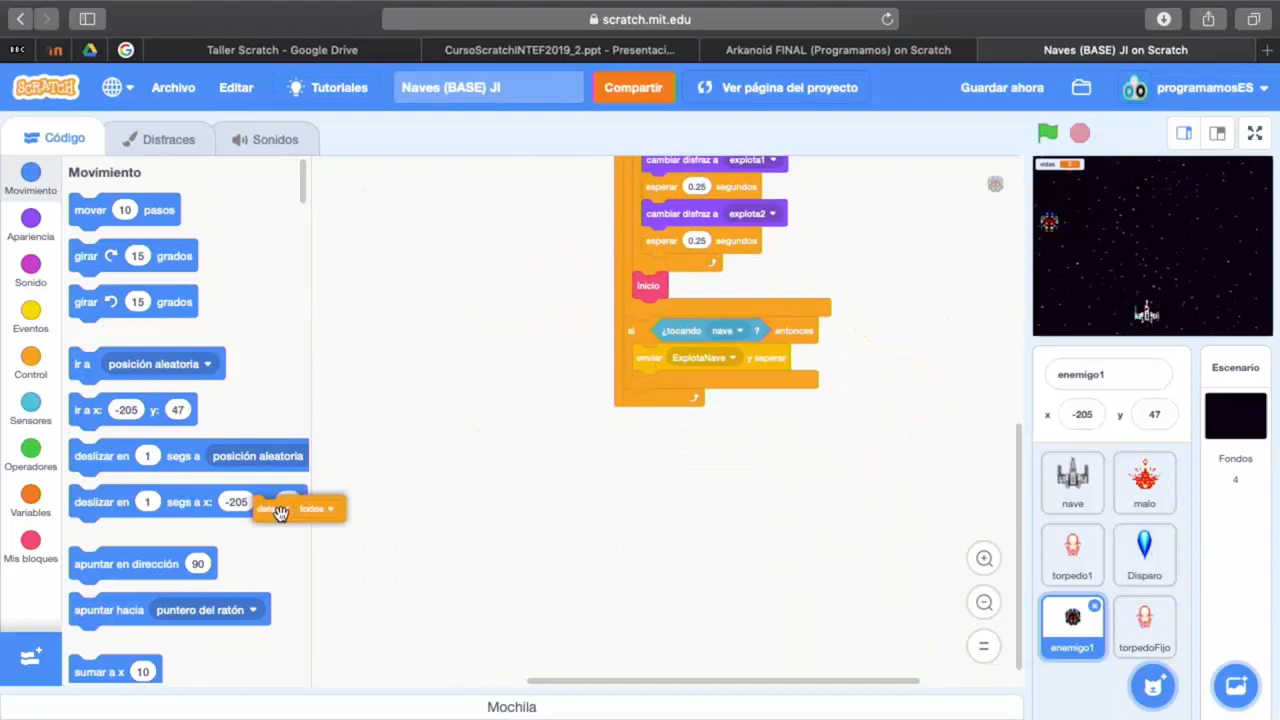 scratch.mit.edu
Taller Scratch - Google Drive
CursoScratchINTEF2019_2.ppt - Presentaci...
Arkanoid FINAL (Programamos) on Scratch
Naves (BASE) JI on Scratch
SCRATCH
Archivo
Editar
Tutoriales
Naves (BASE) JI
Compartir
Ver página del proyecto
Guardar ahora
programamosES
Código
Disfraces
Sonidos
Movimiento
Apariencia
Sonido
Eventos
Control
Sensores
Operadores
Variables
Mis bloques
Movimiento
mover 10 pasos
girar 15 grados
girar 15 grados
ir a posición aleatoria
ir a x: -205 y: 47
deslizar en 1 segs a posición aleatoria
deslizar en 1 segs a x: -205
todos
apuntar en dirección 90
apuntar hacia puntero del ratón
sumar a x 10
cambiar disfraz a explota1
esperar 0.25 segundos
cambiar disfraz a explota2
esperar 0.25 segundos
Inicio
si ¿tocando nave ? entonces
enviar ExplotaNave y esperar
vidas
enemigo1
x -205 y 47
nave
malo
torpedo1
Disparo
enemigo1
torpedoFijo
Escenario
Fondos
4
Mochila